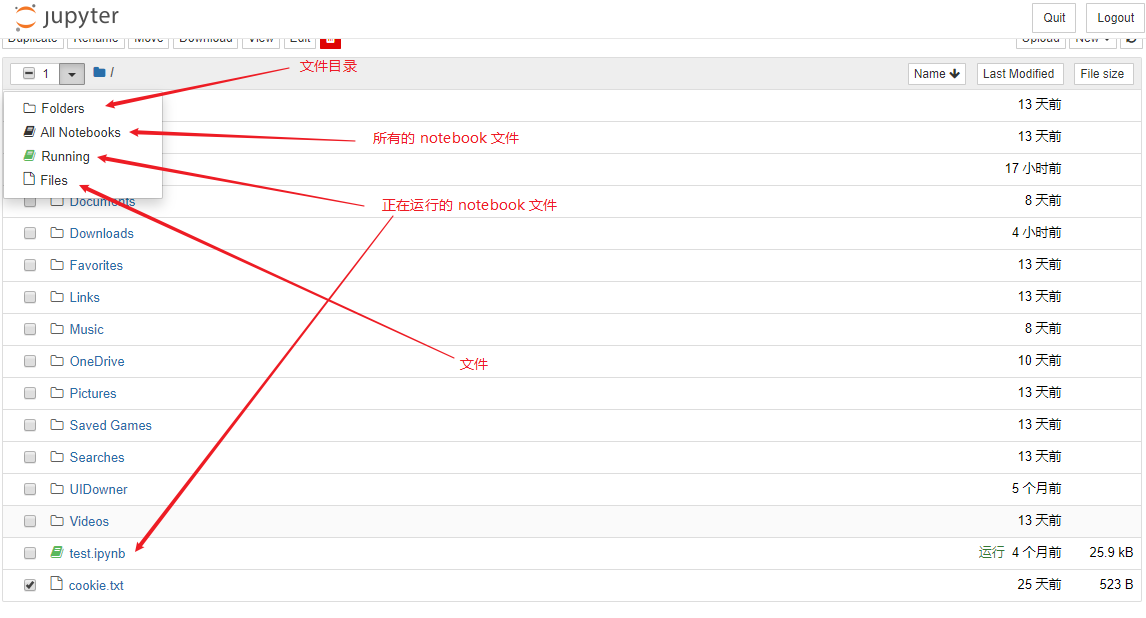 jupyter
Quit
Logout
Duplicate
Rename
Move
Download
View
Edit
Upload
New
1
/
文件目录
Name
Last Modified
File size
Folders
13 天前
All Notebooks
所有的 notebook 文件
13 天前
Running
17 小时前
Files
正在运行的 notebook 文件
Documents
8 天前
Downloads
4 小时前
Favorites
13 天前
Links
13 天前
Music
8 天前
OneDrive
10 天前
文件
Pictures
13 天前
Saved Games
13 天前
Searches
13 天前
UIDowner
5 个月前
Videos
13 天前
test.ipynb
运行 4 个月前
25.9 kB
cookie.txt
25 天前
523 B